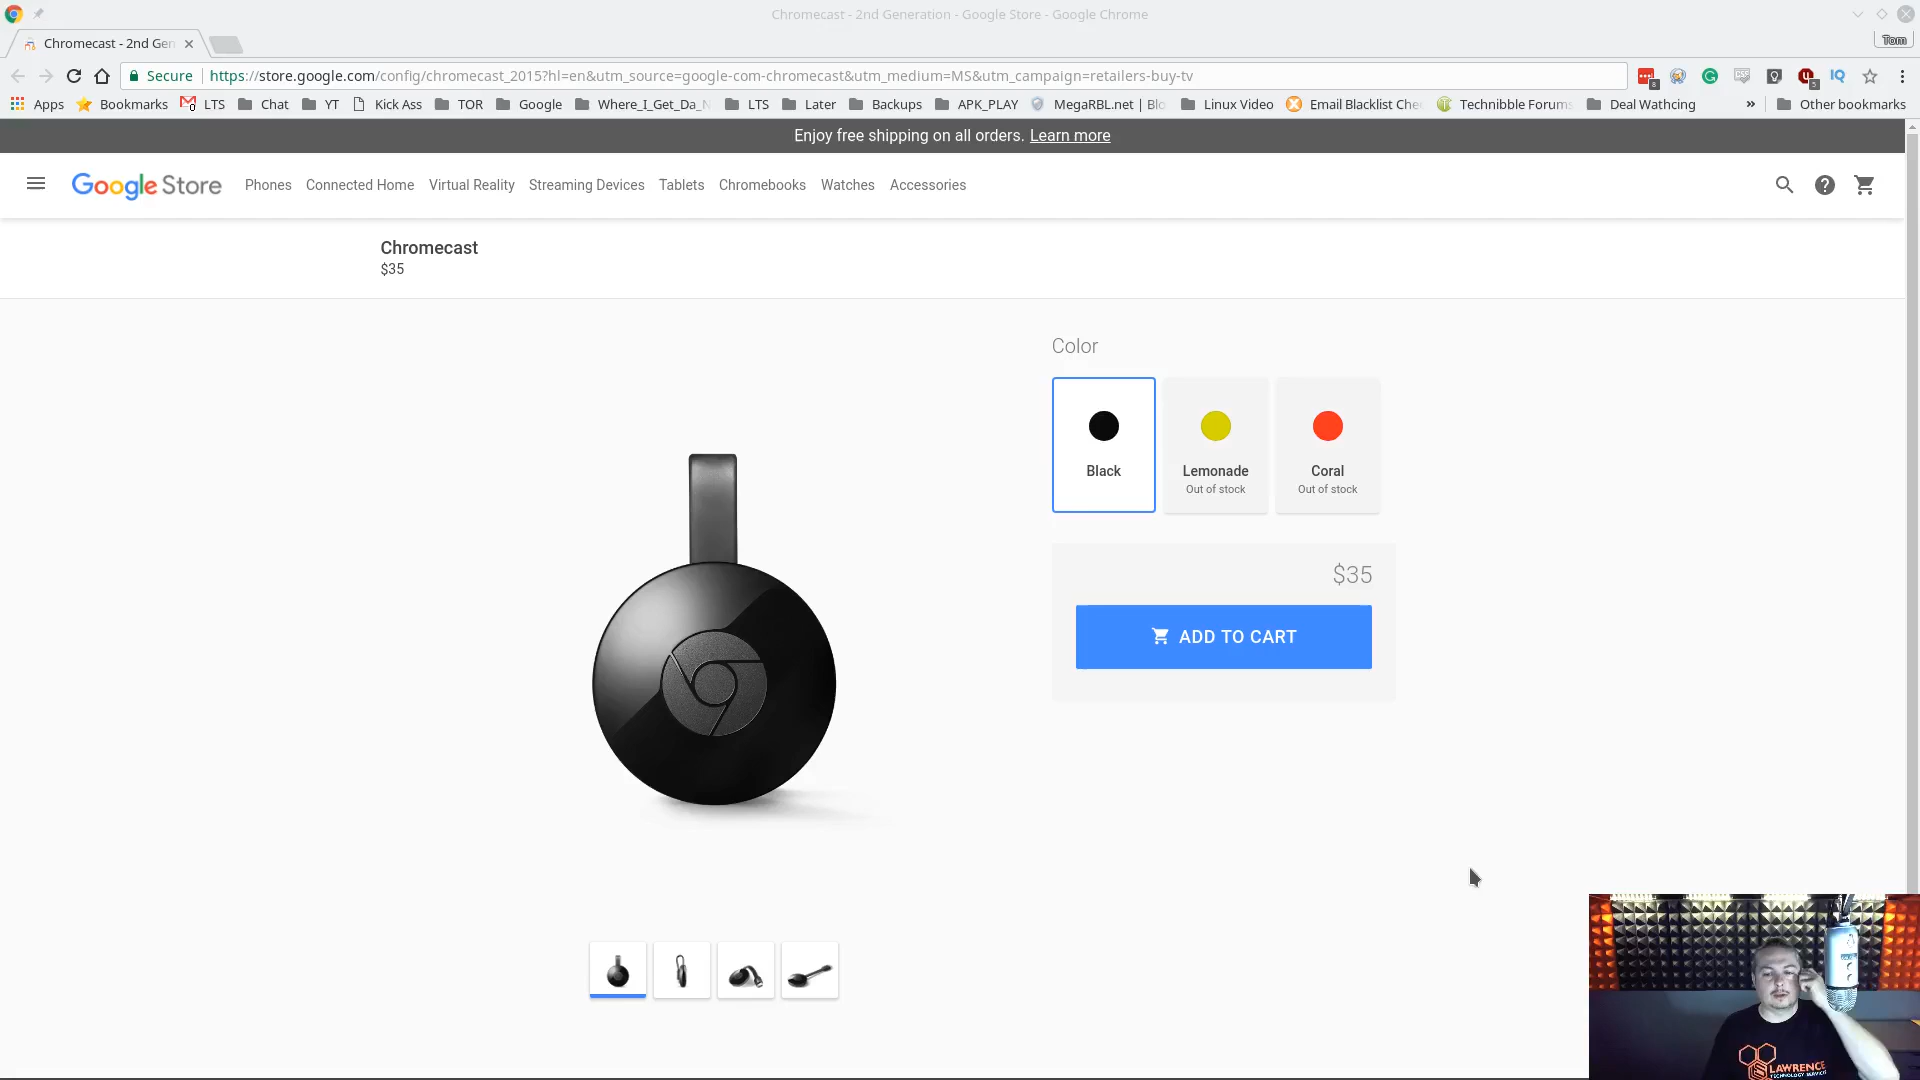 Chromecast - 2nd Generation - Google Store - Google Chrome
Chromecast - 2nd Gen
Tom
Secure https://store.google.com/config/chromecast_2015?hl=en&utm_source=google-com-chromecast&utm_medium=MS&utm_campaign=retailers-buy-tv
Apps Bookmarks LTS Chat YT Kick Ass TOR Google Where_I_Get_Da_N LTS Later Backups APK_PLAY MegaRBL.net | Blo Linux Video Email Blacklist Chec Technibble Forums Deal Wathcing » Other bookmarks
Enjoy free shipping on all orders. Learn more
Google Store Phones Connected Home Virtual Reality Streaming Devices Tablets Chromebooks Watches Accessories
Chromecast
$35
Color
Black Lemonade Coral
Out of stock Out of stock
$35
ADD TO CART
LAWRENCE
TECHNOLOGY SERVICES